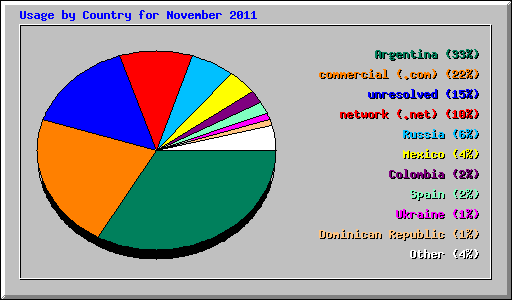 Usage by Country for November 2011
Argentina (33%)
commercial (.com) (22%)
unresolved (15%)
network (.net) (10%)
Russia (6%)
Mexico (4%)
Colombia (2%)
Spain (2%)
Ukraine (1%)
Dominican Republic (1%)
Other (4%)